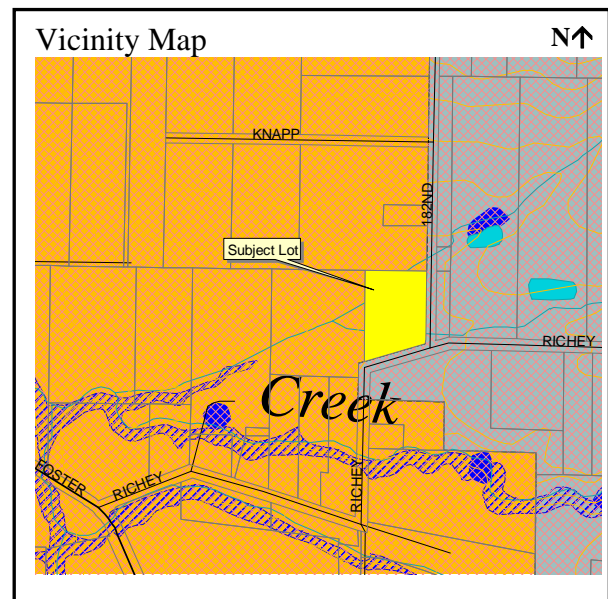 Vicinity Map
N↑
KNAPP
182ND
Subject Lot
RICHEY
Creek
RICHEY
FOSTER
RICHEY